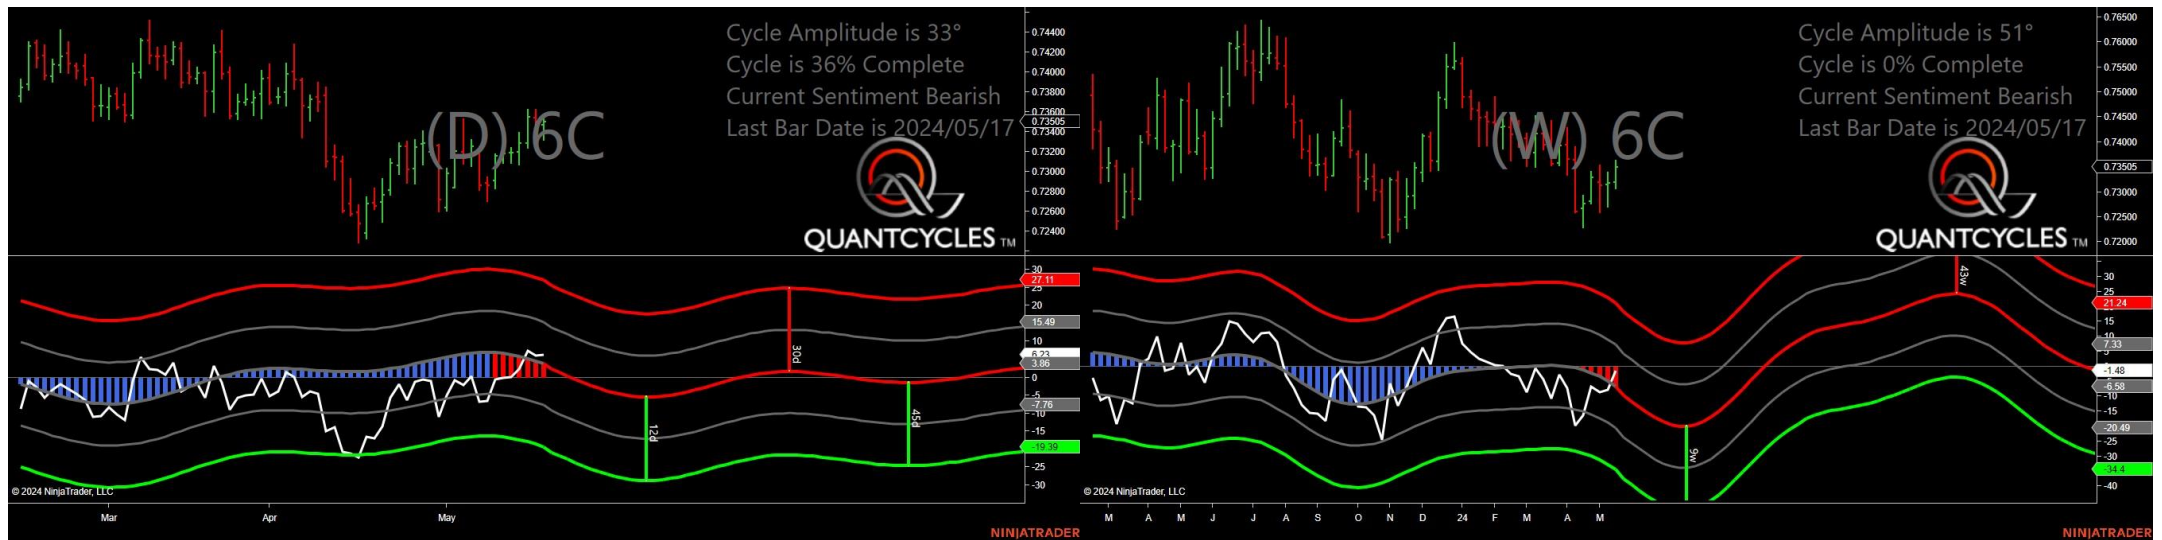 Cycle Amplitude is 33°
Cycle is 36% Complete
Current Sentiment Bearish
Last Bar Date is 2024/05/17
(D) 6C
QUANTCYCLES TM
0.74400
0.74200
0.74000
0.73800
0.73600
0.73505
0.73400
0.73200
0.73000
0.72800
0.72600
0.72400
30
27.11
25
20
15.49
10
6.23
3.86
0
-5
-7.76
-10
-15
-19.39
-25
-30
30d
12d
45d
© 2024 NinjaTrader, LLC
Mar
Apr
May
NINJATRADER
Cycle Amplitude is 51°
Cycle is 0% Complete
Current Sentiment Bearish
Last Bar Date is 2024/05/17
(W) 6C
QUANTCYCLES TM
0.76500
0.76000
0.75500
0.75000
0.74500
0.74000
0.73505
0.73000
0.72500
0.72000
30
25
21.24
15
10
7.33
5
-1.48
-6.58
-10
-15
-20.49
-25
-30
-34.4
-40
43w
9w
© 2024 NinjaTrader, LLC
M A M J J A S O N D 24 F M A M
NINJATRADER